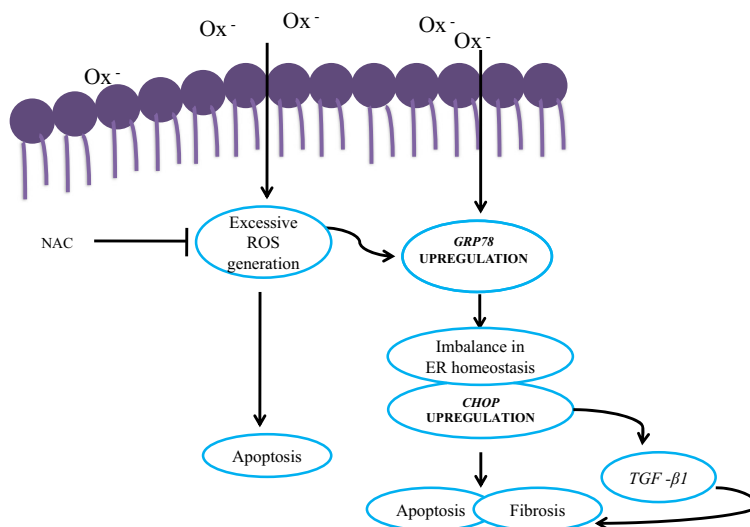 Ox -
Ox -
Ox -
Ox -
Ox -
NAC
Excessive
ROS
generation
GRP78
UPREGULATION
Imbalance in
ER homeostasis
CHOP
UPREGULATION
Apoptosis
TGF -β1
Apoptosis
Fibrosis